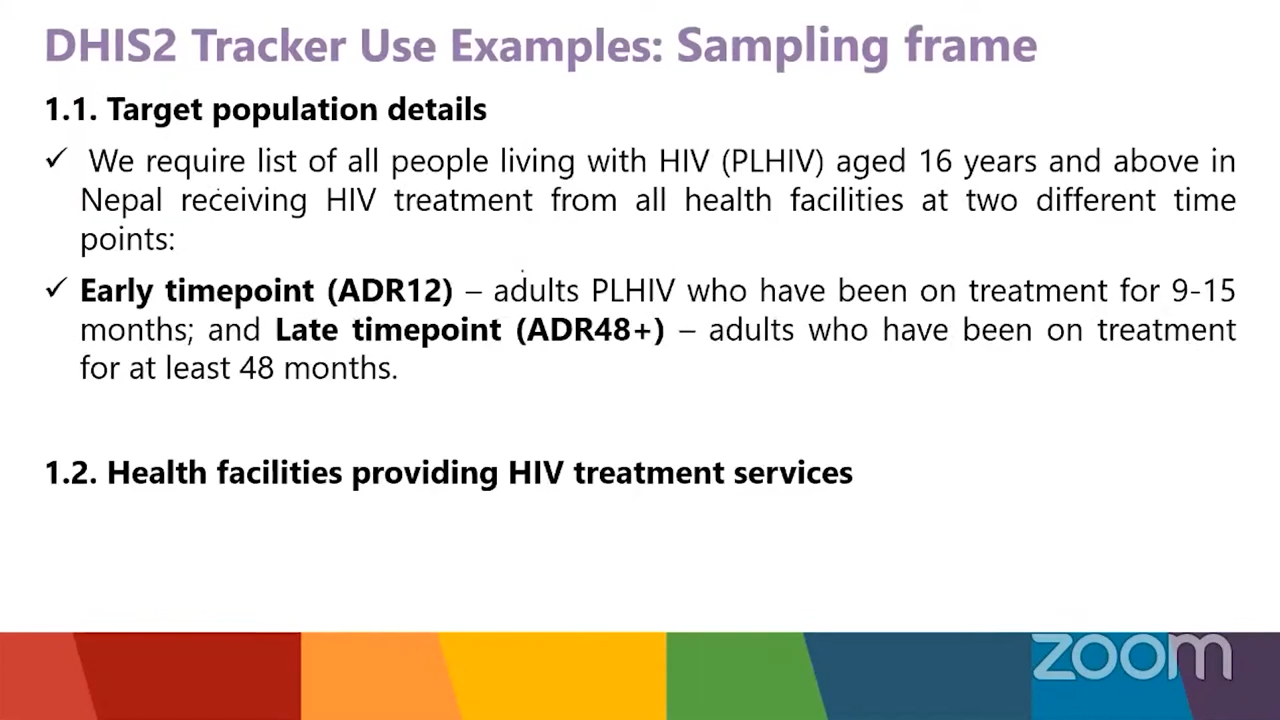 DHIS2 Tracker Use Examples: Sampling frame
1.1. Target population details
✓ We require list of all people living with HIV (PLHIV) aged 16 years and above in
Nepal receiving HIV treatment from all health facilities at two different time
points:
✓ Early timepoint (ADR12) – adults PLHIV who have been on treatment for 9-15
months; and Late timepoint (ADR48+) – adults who have been on treatment
for at least 48 months.
1.2. Health facilities providing HIV treatment services
zoom